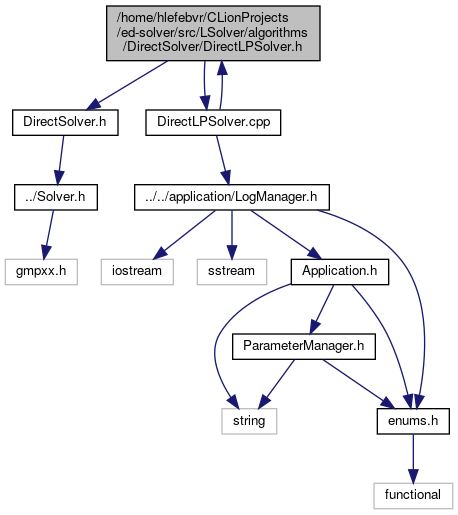 /home/hlefebvr/CLionProjects
/ed-solver/src/LSolver/algorithms
/DirectSolver/DirectLPSolver.h
DirectSolver.h
DirectLPSolver.cpp
../Solver.h
../../application/LogManager.h
gmpxx.h
iostream
sstream
Application.h
ParameterManager.h
string
enums.h
functional